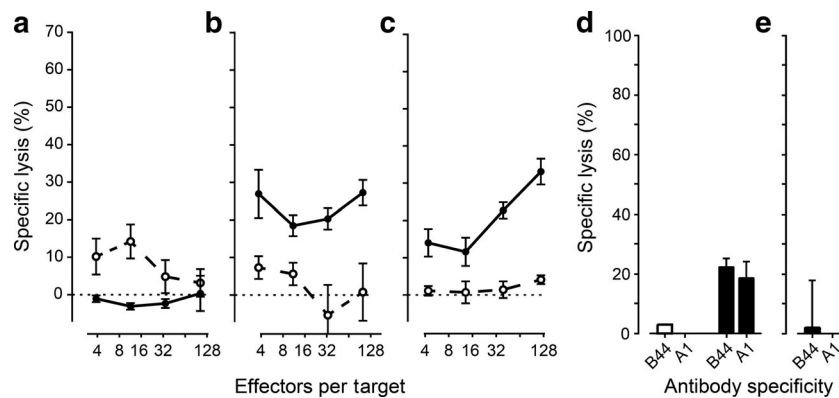 a b c d e
Specific lysis (%)
70
60
50
40
30
20
10
0
4 8 16 32 128
4 8 16 32 128
4 8 16 32 128
Effectors per target
Specific lysis (%)
100
80
60
40
20
0
B44 A1 B44 A1
B44 A1
Antibody specificity